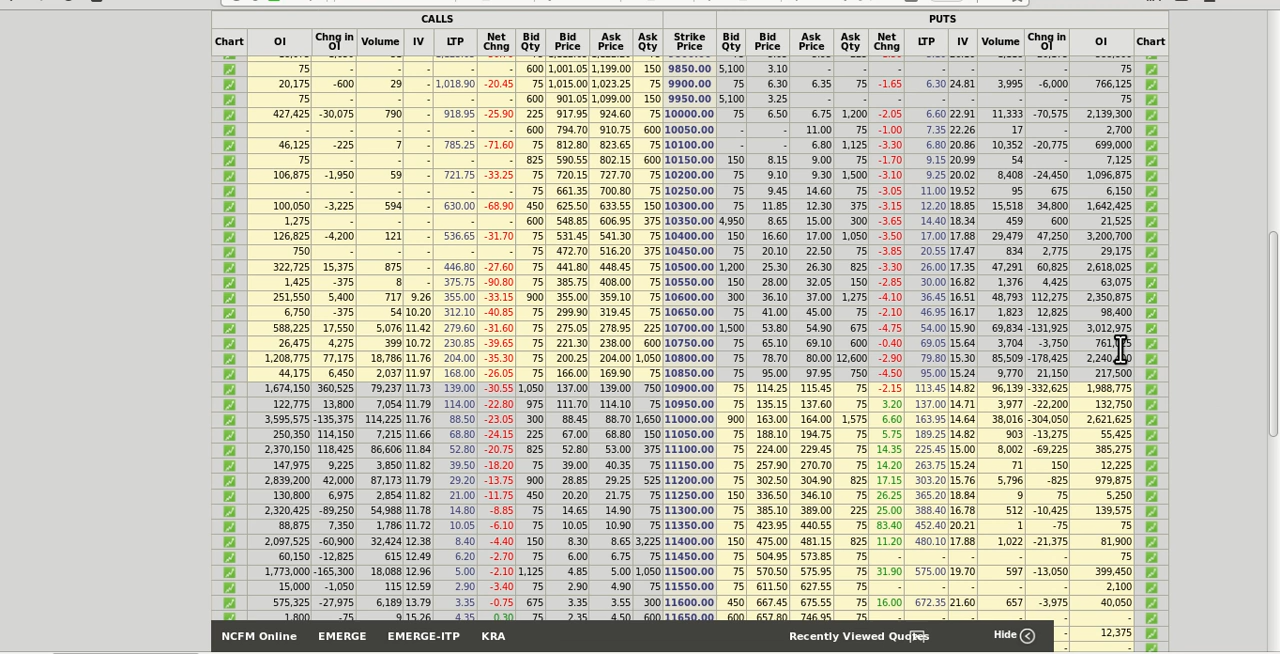 CALLS PUTS
Chart OI Chng in OI Volume IV LTP Net Chng Bid Qty Bid Price Ask Price Ask Qty Strike Price Bid Qty Bid Price Ask Price Ask Qty Net Chng LTP IV Volume Chng in OI OI Chart
75 - - - - - 600 1,001.05 1,199.00 150 9850.00 5,100 3.10 - - - - - - - 75
20,175 -600 29 - 1,018.90 -20.45 75 1,015.00 1,023.25 75 9900.00 75 6.30 6.35 75 -1.65 6.30 24.81 3,995 -6,000 766,125
75 - - - - - 600 901.05 1,099.00 150 9950.00 5,100 3.25 - - - - - - - 75
427,425 -30,075 790 - 918.95 -25.90 225 917.95 924.60 75 10000.00 75 6.50 6.75 1,200 -2.05 6.60 22.91 11,333 -70,575 2,139,300
- - - - - - 600 794.70 910.75 600 10050.00 - - 11.00 75 -1.00 7.35 22.26 17 - 2,700
46,125 -225 7 - 785.25 -71.60 75 812.80 823.65 75 10100.00 - - 6.80 1,125 -3.30 6.80 20.86 10,352 -20,775 699,000
75 - - - - - 825 590.55 802.15 600 10150.00 150 8.15 9.00 75 -1.70 9.15 20.99 54 - 7,125
106,875 -1,950 59 - 721.75 -33.25 75 720.15 727.70 75 10200.00 75 9.10 9.30 1,500 -3.10 9.25 20.02 8,408 -24,450 1,096,875
- - - - - - 75 661.35 700.80 75 10250.00 75 9.45 14.60 75 -3.05 11.00 19.52 95 675 6,150
100,050 -3,225 594 - 630.00 -68.90 450 625.50 633.55 150 10300.00 75 11.85 12.30 375 -3.15 12.20 18.85 15,518 34,800 1,642,425
1,275 - - - - - 600 548.85 606.95 375 10350.00 4,950 8.65 15.00 300 -3.65 14.40 18.34 459 600 21,525
126,825 -4,200 121 - 536.65 -31.70 75 531.45 541.30 75 10400.00 150 16.60 17.00 1,050 -3.50 17.00 17.88 29,479 47,250 3,200,700
750 - - - - - 75 472.70 516.20 375 10450.00 75 20.10 22.50 75 -3.85 20.55 17.47 834 2,775 29,175
322,725 15,375 875 - 446.80 -27.60 75 441.80 448.45 75 10500.00 1,200 25.30 26.30 825 -3.30 26.00 17.35 47,291 60,825 2,618,025
1,425 -375 8 - 375.75 -90.80 75 385.75 408.00 75 10550.00 150 28.00 32.05 150 -2.85 30.00 16.82 1,376 4,425 63,075
251,550 5,400 717 9.26 355.00 -33.15 900 355.00 359.10 75 10600.00 300 36.10 37.00 1,275 -4.10 36.45 16.51 48,793 112,275 2,350,875
6,750 -375 54 10.20 312.10 -40.85 75 299.90 319.45 75 10650.00 75 41.00 45.00 75 -2.10 46.95 16.17 1,823 12,825 98,400
588,225 17,550 5,076 11.42 279.60 -31.60 75 275.05 278.95 225 10700.00 1,500 53.80 54.90 675 -4.75 54.00 15.90 69,834 -131,925 3,012,975
26,475 4,275 399 10.72 230.85 -39.65 75 221.30 238.00 600 10750.00 75 65.10 69.10 600 -0.40 69.05 15.84 3,704 -3,750
1,208,775 77,175 18,786 11.76 204.00 -35.30 75 200.25 204.00 1,050 10800.00 75 78.70 80.00 12,600 -2.90 79.80 15.30 85,509 -178,425
44,175 6,450 2,037 11.97 168.00 -26.05 75 166.00 169.90 75 10850.00 75 95.00 97.95 750 -4.50 95.00 15.24 9,770 21,150 217,500
1,674,150 360,525 79,237 11.73 139.00 -30.55 1,050 137.00 139.00 750 10900.00 75 114.25 115.45 75 -2.15 113.45 14.82 96,139 -332,625 1,988,775
122,775 13,800 7,054 11.79 114.00 -22.80 975 111.70 114.10 75 10950.00 75 135.15 137.60 75 3.20 137.00 14.71 3,977 -22,200 132,750
3,595,575 -135,375 114,225 11.76 88.50 -23.05 300 88.45 88.70 1,650 11000.00 900 163.00 164.00 1,575 6.60 163.95 14.64 38,016 -304,050 2,621,625
250,350 114,150 7,215 11.66 68.80 -24.15 225 67.00 68.80 150 11050.00 75 188.10 194.75 75 5.75 189.25 14.82 903 -13,275 55,425
2,370,150 118,425 86,606 11.84 52.80 -20.75 825 52.80 53.00 375 11100.00 75 224.00 229.45 75 14.35 225.45 15.00 8,002 -69,225 385,275
147,975 9,225 3,850 11.82 39.50 -18.20 75 39.00 40.35 75 11150.00 75 257.90 270.70 75 14.20 263.75 15.24 71 150 12,225
2,839,200 42,000 87,173 11.79 29.20 -13.75 900 28.85 29.25 525 11200.00 75 302.50 304.90 825 17.15 303.20 15.76 5,796 -825 979,875
130,800 6,975 2,854 11.82 21.00 -11.75 450 20.20 21.75 75 11250.00 150 336.50 346.10 75 26.25 365.20 18.84 9 75 5,250
2,320,425 -89,250 54,988 11.78 14.80 -8.85 75 14.65 14.90 75 11300.00 75 385.10 389.00 275 25.00 388.40 16.78 512 -10,425 139,575
88,875 7,350 1,786 11.72 10.05 -6.10 75 10.05 10.90 75 11350.00 75 423.95 440.55 75 83.40 452.40 20.21 1 -75 75
2,097,525 -60,900 32,424 12.38 8.40 -4.40 150 8.30 8.65 3,225 11400.00 150 475.00 481.15 825 11.20 480.10 17.88 1,022 -21,375 81,900
60,150 -12,825 615 12.49 6.20 -2.70 75 6.00 6.75 75 11450.00 75 504.95 573.85 75 - - - - - 75
1,773,000 -165,300 18,088 12.96 5.00 -2.10 1,125 4.85 5.00 1,050 11500.00 75 570.50 575.95 75 31.90 575.00 19.70 597 -13,050 399,450
15,000 -1,050 115 12.59 2.90 -3.40 75 2.90 4.90 75 11550.00 75 611.50 627.55 75 - - - - - 2,100
575,325 -27,975 6,189 13.79 3.35 -0.75 675 3.35 3.55 300 11600.00 450 667.45 675.55 75 16.00 672.35 21.60 657 -3,975 40,050
1,800 -75 9 15.26 4.35 0.30 75 2.35 4.50 600 11650.00 600 657.80 746.95 75 - - - - - -
NCFM Online EMERGE EMERGE-ITP KRA Recently Viewed Quotes Hide - 12,375